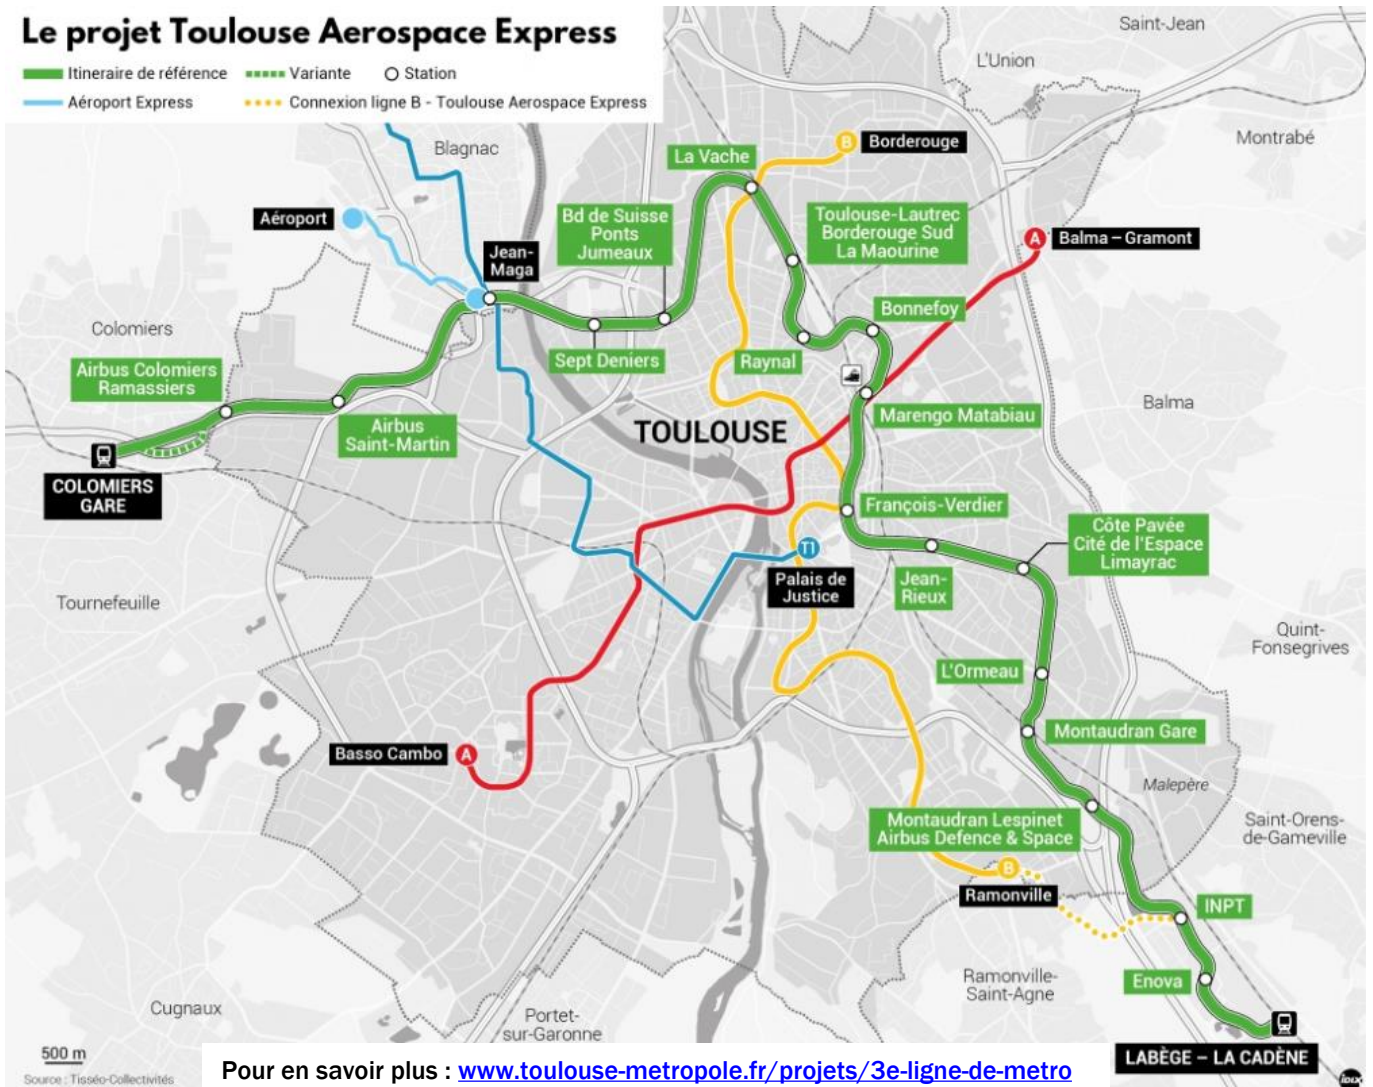 Le projet Toulouse Aerospace Express
Itineraire de référence
Variante
Station
Aéroport Express
Connexion ligne B - Toulouse Aerospace Express
Saint-Jean
L'Union
Montrabé
Blagnac
B
Borderouge
La Vache
Aéroport
Bd de Suisse
Ponts
Jumeaux
Toulouse-Lautrec
Borderouge Sud
La Maourine
A
Balma – Gramont
Jean-
Maga
Colomiers
Bonnefoy
Airbus Colomiers
Ramassiers
Sept Deniers
Raynal
Balma
Airbus
Saint-Martin
TOULOUSE
Marengo Matabiau
COLOMIERS
GARE
François-Verdier
Côte Pavée
Cité de l'Espace
Limayrac
T1
Palais de
Justice
Jean-
Rieux
Tournefeuille
Quint-
Fonsegrives
L'Ormeau
Montaudran Gare
Basso Cambo
A
Malepère
Montaudran Lespinet
Airbus Defence & Space
Saint-Orens-
de-Gameville
B
Ramonville
INPT
Ramonville-
Saint-Agne
Enova
Cugnaux
Portet-
sur-Garonne
500 m
LABÈGE – LA CADÈNE
Source : Tisséo-Collectivités
Pour en savoir plus : www.toulouse-metropole.fr/projets/3e-ligne-de-metro